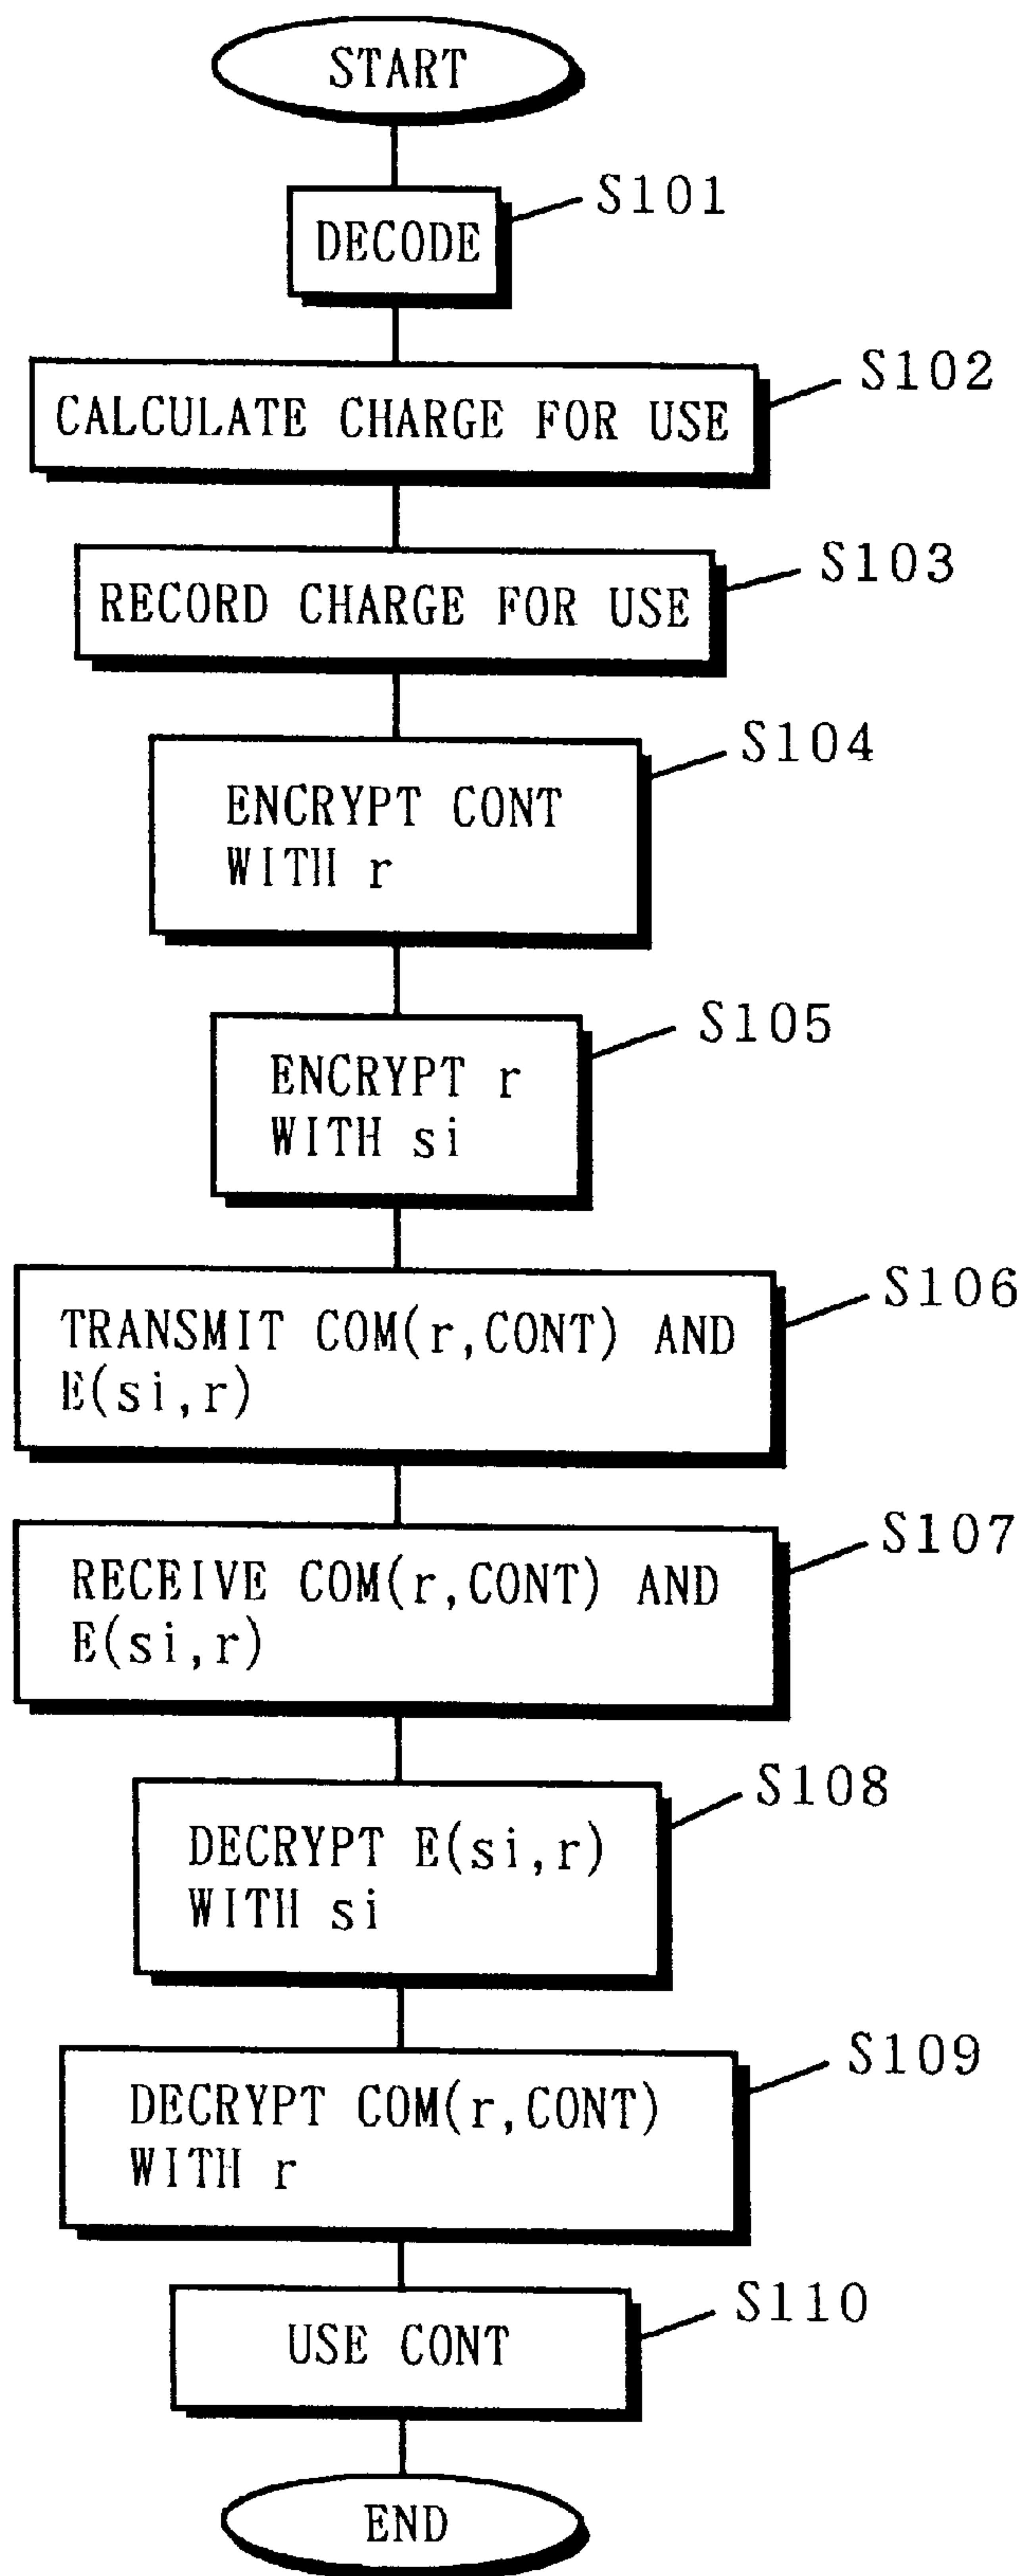 START
DECODE
S101
CALCULATE CHARGE FOR USE
S102
RECORD CHARGE FOR USE
S103
ENCRYPT CONT
WITH r
S104
ENCRYPT r
WITH si
S105
TRANSMIT COM(r,CONT) AND
E(si,r)
S106
RECEIVE COM(r,CONT) AND
E(si,r)
S107
DECRYPT E(si,r)
WITH si
S108
DECRYPT COM(r,CONT)
WITH r
S109
USE CONT
S110
END